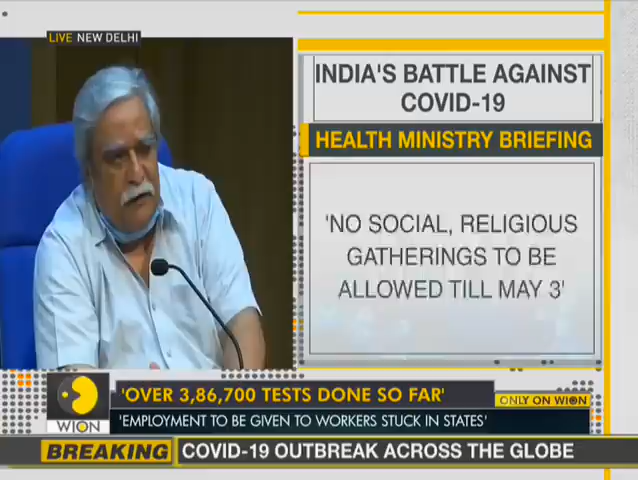 LIVE NEW DELHI
INDIA'S BATTLE AGAINST
COVID-19
HEALTH MINISTRY BRIEFING
'NO SOCIAL, RELIGIOUS
GATHERINGS TO BE
ALLOWED TILL MAY 3'
'OVER 3,86,700 TESTS DONE SO FAR'
ONLY ON WION
WION
'EMPLOYMENT TO BE GIVEN TO WORKERS STUCK IN STATES'
BREAKING COVID-19 OUTBREAK ACROSS THE GLOBE